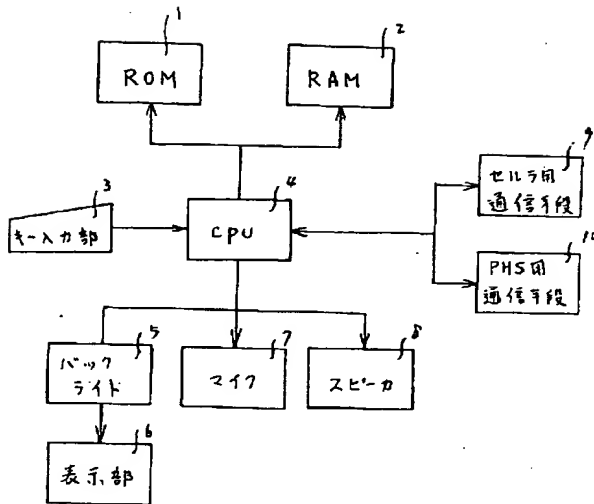 1
ROM
2
RAM
3
キー入力部
4
CPU
9
セルラ用
通信手段
10
PHS用
通信手段
5
バック
ライト
7
マイク
8
スピーカ
6
表示部